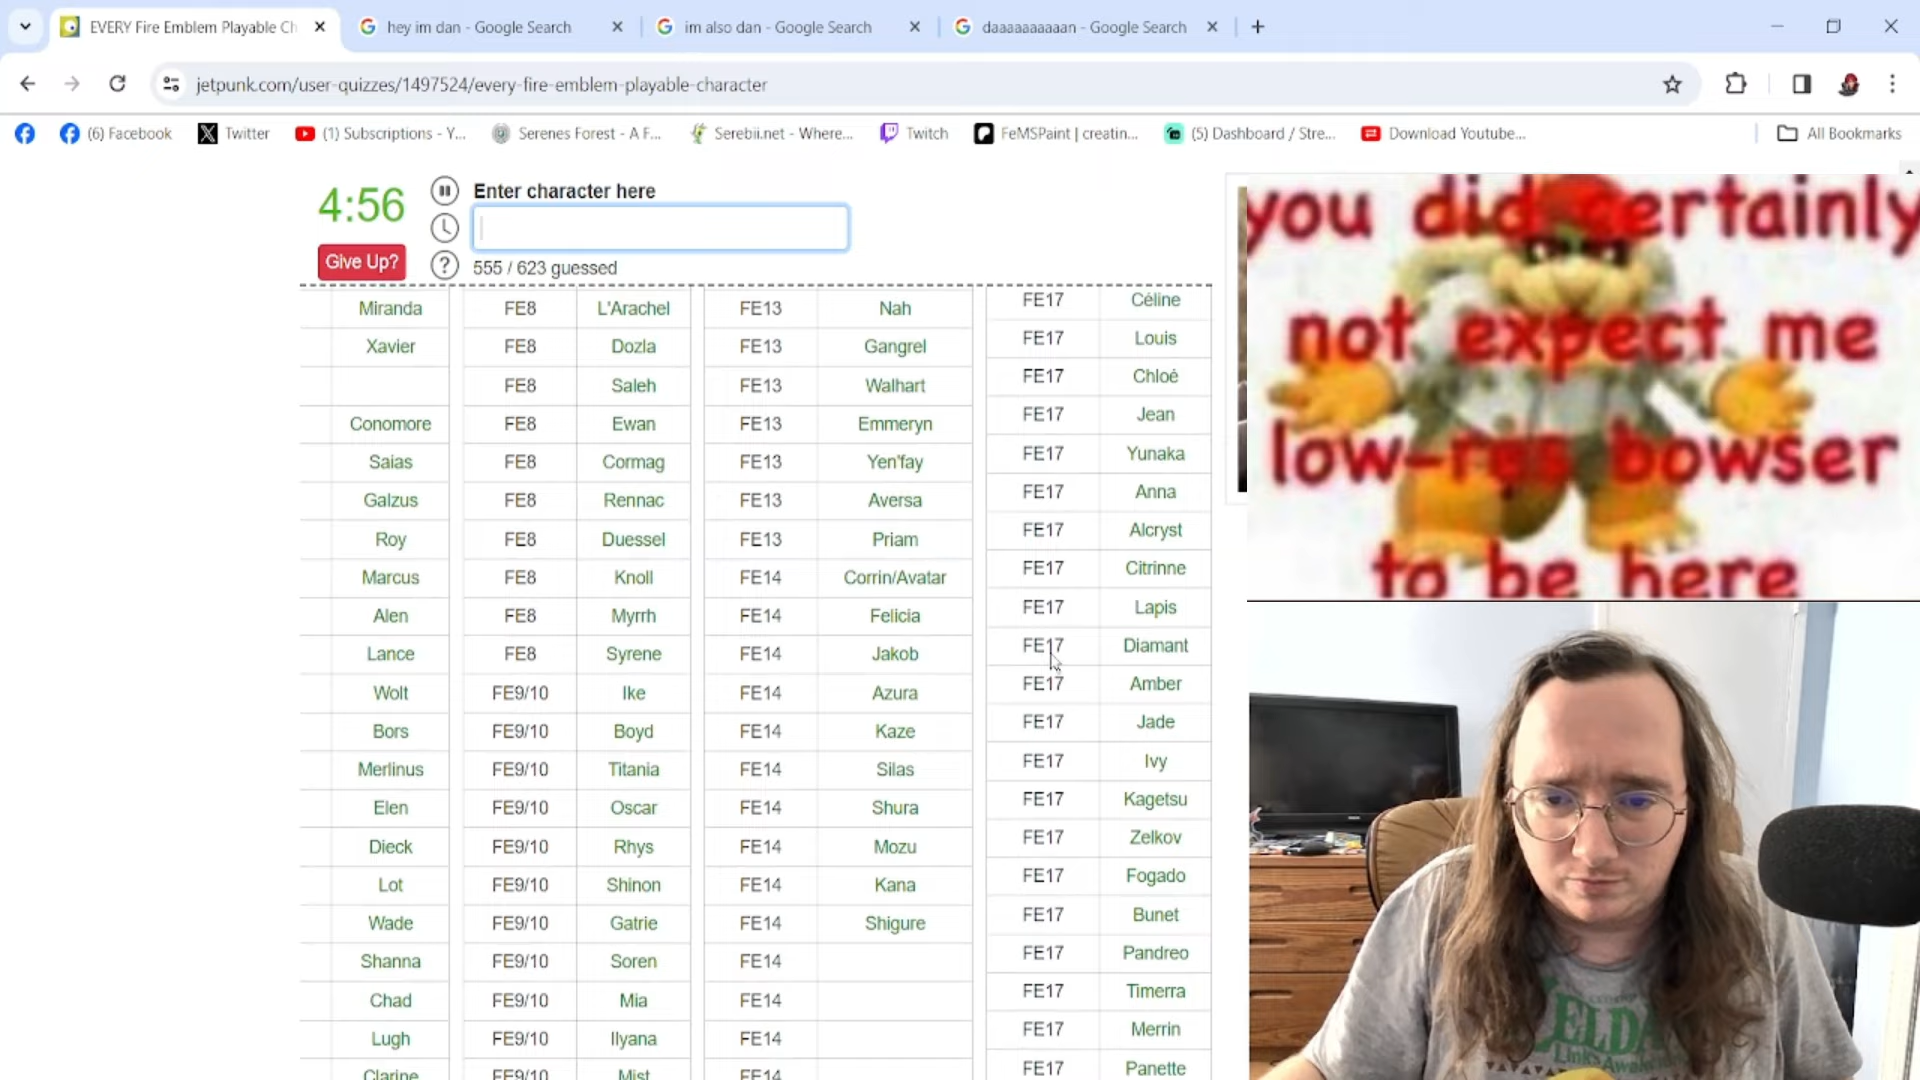 EVERY Fire Emblem Playable Ch
hey im dan - Google Search
im also dan - Google Search
daaaaaaaaaan - Google Search
jetpunk.com/user-quizzes/1497524/every-fire-emblem-playable-character
(6) Facebook
Twitter
(1) Subscriptions - Y...
Serenes Forest - A F...
Serebii.net - Where...
Twitch
FeMSPaint | creatin...
(5) Dashboard / Stre...
Download Youtube...
All Bookmarks
4:56
Give Up?
Enter character here
555 / 623 guessed
Miranda FE8 L'Arachel FE13 Nah FE17 Céline
Xavier FE8 Dozla FE13 Gangrel FE17 Louis
FE8 Saleh FE13 Walhart FE17 Chloé
Conomore FE8 Ewan FE13 Emmeryn FE17 Jean
Saias FE8 Cormag FE13 Yen'fay FE17 Yunaka
Galzus FE8 Rennac FE13 Aversa FE17 Anna
Roy FE8 Duessel FE13 Priam FE17 Alcryst
Marcus FE8 Knoll FE14 Corrin/Avatar FE17 Citrinne
Alen FE8 Myrrh FE14 Felicia FE17 Lapis
Lance FE8 Syrene FE14 Jakob FE17 Diamant
Wolt FE9/10 Ike FE14 Azura FE17 Amber
Bors FE9/10 Boyd FE14 Kaze FE17 Jade
Merlinus FE9/10 Titania FE14 Silas FE17 Ivy
Elen FE9/10 Oscar FE14 Shura FE17 Kagetsu
Dieck FE9/10 Rhys FE14 Mozu FE17 Zelkov
Lot FE9/10 Shinon FE14 Kana FE17 Fogado
Wade FE9/10 Gatrie FE14 Shigure FE17 Bunet
Shanna FE9/10 Soren FE14 FE17 Pandreo
Chad FE9/10 Mia FE14 FE17 Timerra
Lugh FE9/10 Ilyana FE14 FE17 Merrin
Clarine FE9/10 Mist FE14 FE17 Panette
you did certainly
not expect me
low-res bowser
to be here
ZELDA